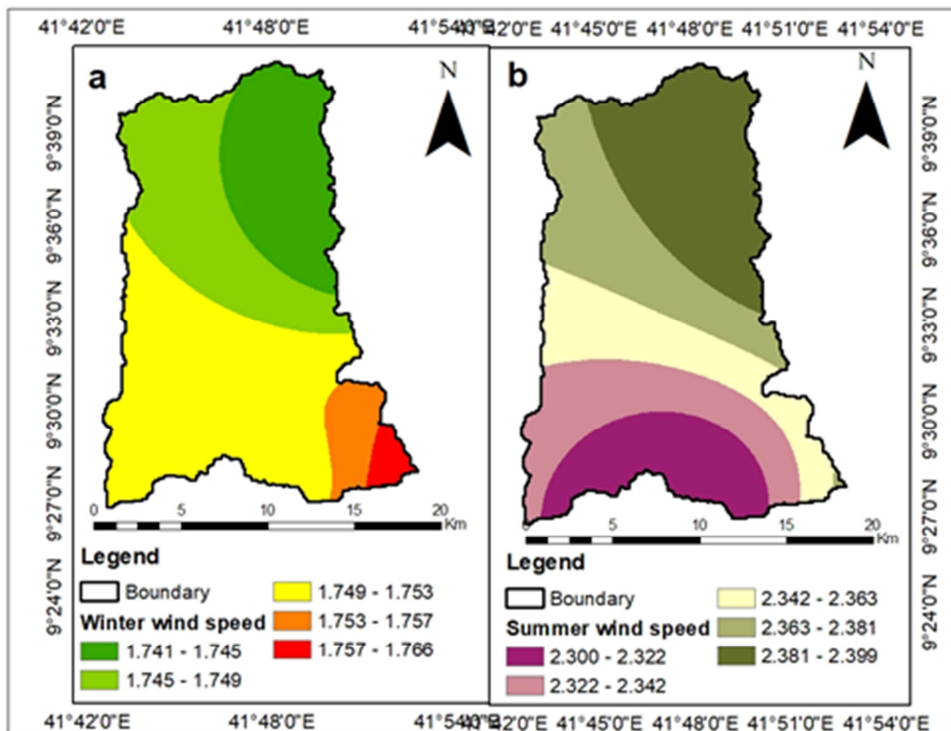 41°42'0"E 41°48'0"E 41°54'0"E 41°42'0"E 41°45'0"E 41°48'0"E 41°51'0"E 41°54'0"E
a
N
b
N
9°39'0"N
9°36'0"N
9°33'0"N
9°30'0"N
9°27'0"N
9°24'0"N
9°39'0"N
9°36'0"N
9°33'0"N
9°30'0"N
9°27'0"N
9°24'0"N
0 5 10 15 20
Km
0 5 10 15 20
Km
Legend
Boundary
Winter wind speed
1.741 - 1.745
1.745 - 1.749
1.749 - 1.753
1.753 - 1.757
1.757 - 1.766
Legend
Boundary
Summer wind speed
2.300 - 2.322
2.322 - 2.342
2.342 - 2.363
2.363 - 2.381
2.381 - 2.399
41°42'0"E 41°48'0"E 41°54'0"E 41°42'0"E 41°45'0"E 41°48'0"E 41°51'0"E 41°54'0"E